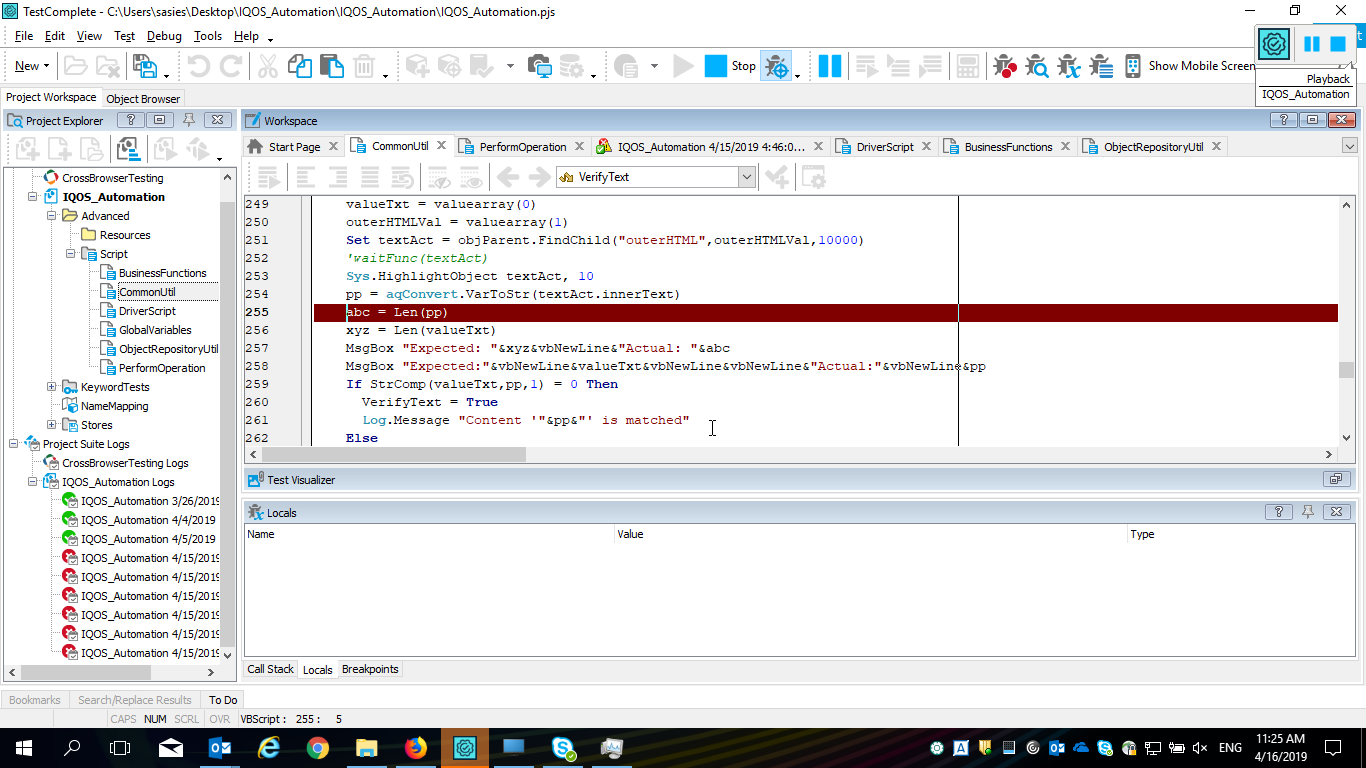 TestComplete - C:\Users\sasies\Desktop\IQOS_Automation\IQOS_Automation\IQOS_Automation.pjs
File Edit View Test Debug Tools Help
New Stop Show Mobile Screen
Playback
IQOS_Automation
Project Workspace Object Browser
Project Explorer
CrossBrowserTesting
IQOS_Automation
Advanced
Resources
Script
BusinessFunctions
CommonUtil
DriverScript
GlobalVariables
ObjectRepositoryUtil
PerformOperation
KeywordTests
NameMapping
Stores
Project Suite Logs
CrossBrowserTesting Logs
IQOS_Automation Logs
IQOS_Automation 3/26/2019
IQOS_Automation 4/4/2019
IQOS_Automation 4/5/2019
IQOS_Automation 4/15/2019
IQOS_Automation 4/15/2019
IQOS_Automation 4/15/2019
IQOS_Automation 4/15/2019
IQOS_Automation 4/15/2019
IQOS_Automation 4/15/2019
Workspace
Start Page CommonUtil PerformOperation IQOS_Automation 4/15/2019 4:46:0... DriverScript BusinessFunctions ObjectRepositoryUtil
VerifyText
249 valueTxt = valuearray(0)
250 outerHTMLVal = valuearray(1)
251 Set textAct = objParent.FindChild("outerHTML",outerHTMLVal,10000)
252 'waitFunc(textAct)
253 Sys.HighlightObject textAct, 10
254 pp = aqConvert.VarToStr(textAct.innerText)
255 abc = Len(pp)
256 xyz = Len(valueTxt)
257 MsgBox "Expected: "&xyz&vbNewLine&"Actual: "&abc
258 MsgBox "Expected:"&vbNewLine&valueTxt&vbNewLine&vbNewLine&"Actual:"&vbNewLine&pp
259 If StrComp(valueTxt,pp,1) = 0 Then
260 VerifyText = True
261 Log.Message "Content '"&pp&"' is matched"
262 Else
Test Visualizer
Locals
Name Value Type
Call Stack Locals Breakpoints
Bookmarks Search/Replace Results To Do
CAPS NUM SCRL OVR VBScript : 255 : 5
ENG
11:25 AM
4/16/2019